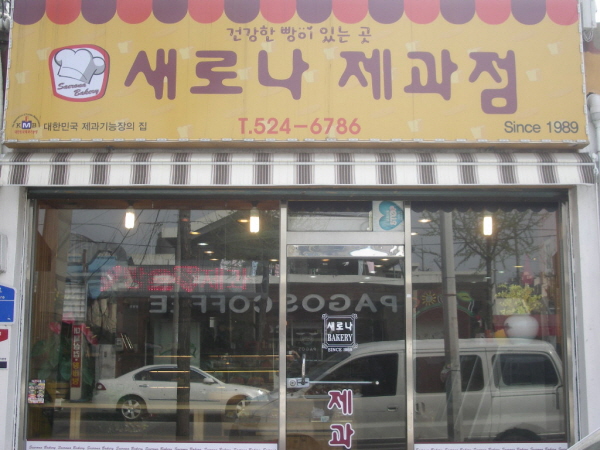 건강한 빵이 있는 곳
새로나 제과점
Saerona
Bakery
대한민국 제과기능장의 집
T.524-6786
Since 1989
PAGOS COFFEE
새로나
BAKERY
SINCE 1989
제
과